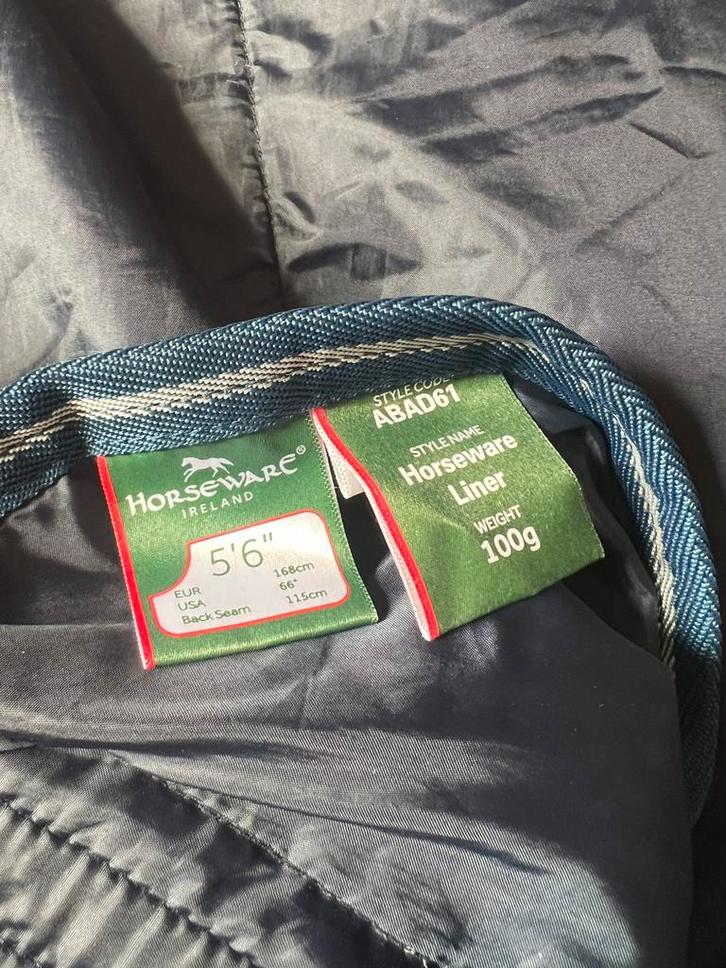 HORSEWARE®
IRELAND
5'6"
EUR 168cm
USA 66"
Back Seam 115cm
STYLE CODE
ABAD61
STYLE NAME
Horseware
Liner
WEIGHT
100g